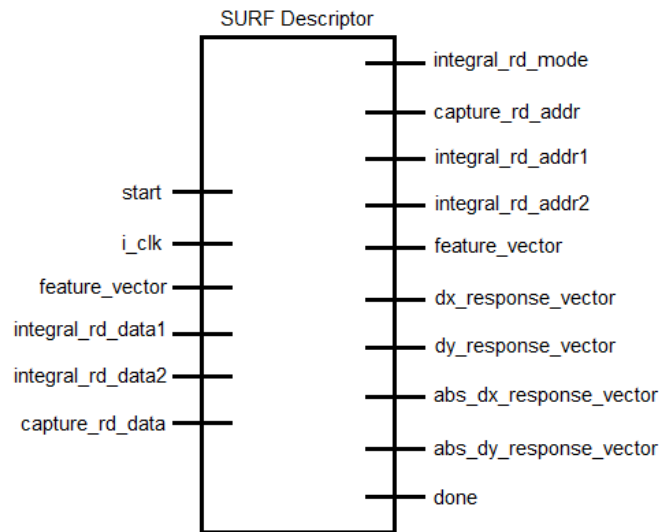 SURF Descriptor
start
i_clk
feature_vector
integral_rd_data1
integral_rd_data2
capture_rd_data
integral_rd_mode
capture_rd_addr
integral_rd_addr1
integral_rd_addr2
feature_vector
dx_response_vector
dy_response_vector
abs_dx_response_vector
abs_dy_response_vector
done